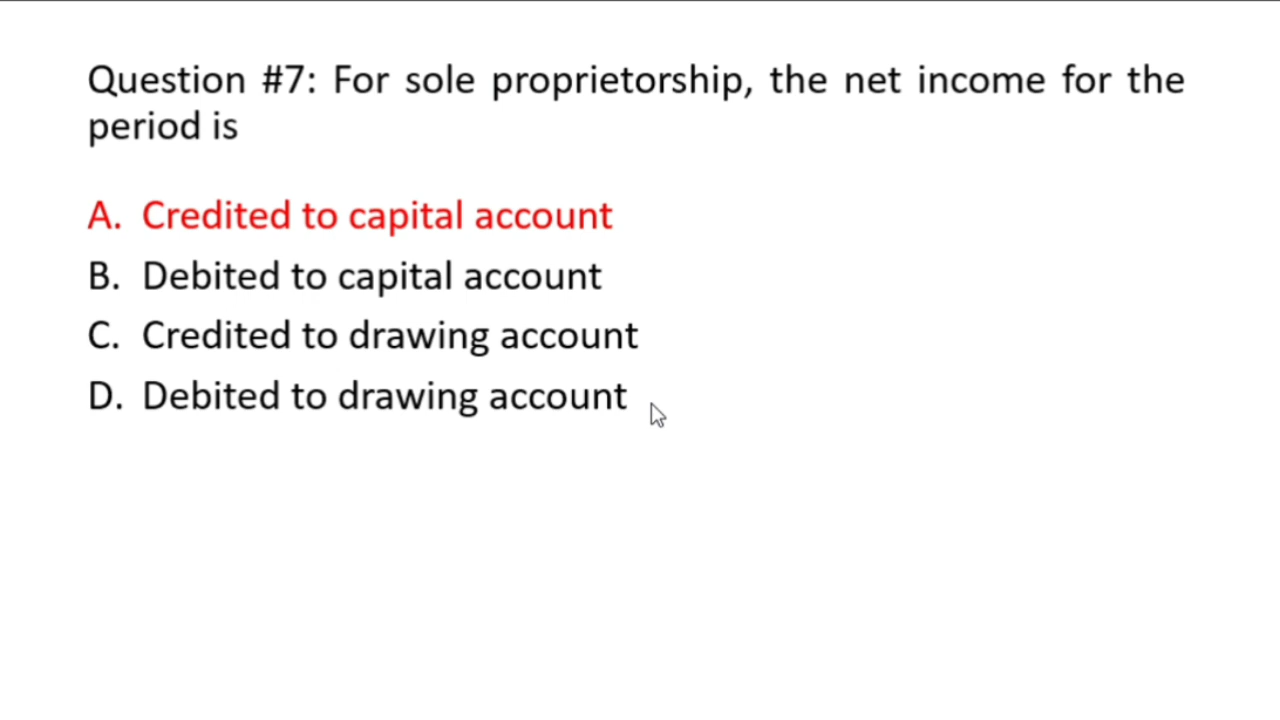 Question #7: For sole proprietorship, the net income for the
period is
A. Credited to capital account
B. Debited to capital account
C. Credited to drawing account
D. Debited to drawing account